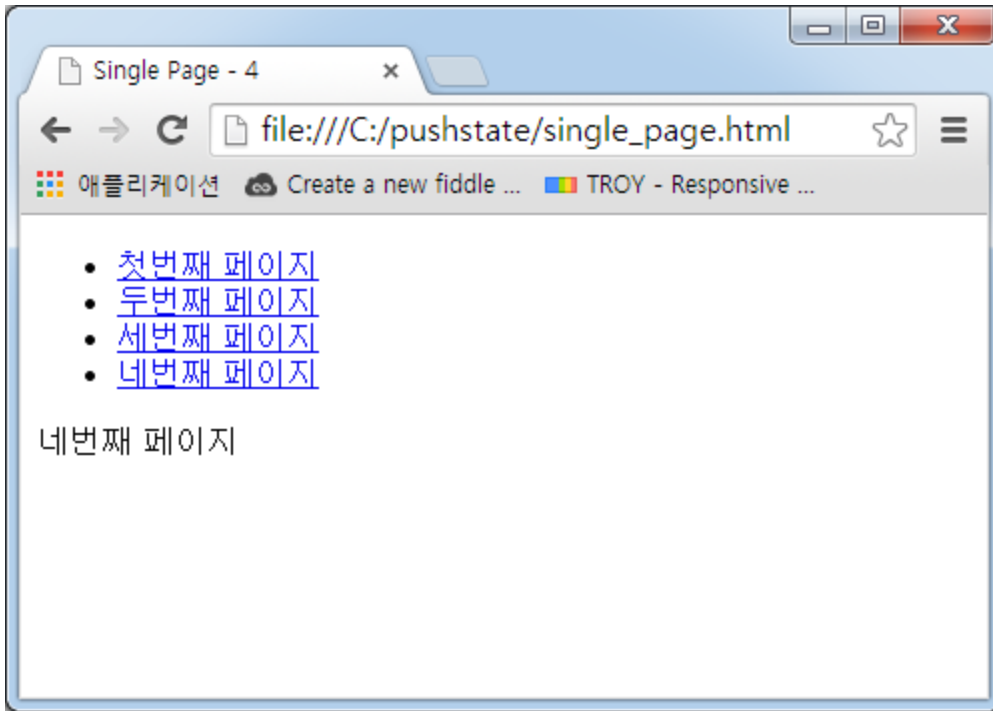 Single Page - 4
file:///C:/pushstate/single_page.html
애플리케이션 Create a new fiddle ... TROY - Responsive ...
첫번째 페이지
두번째 페이지
세번째 페이지
네번째 페이지
네번째 페이지